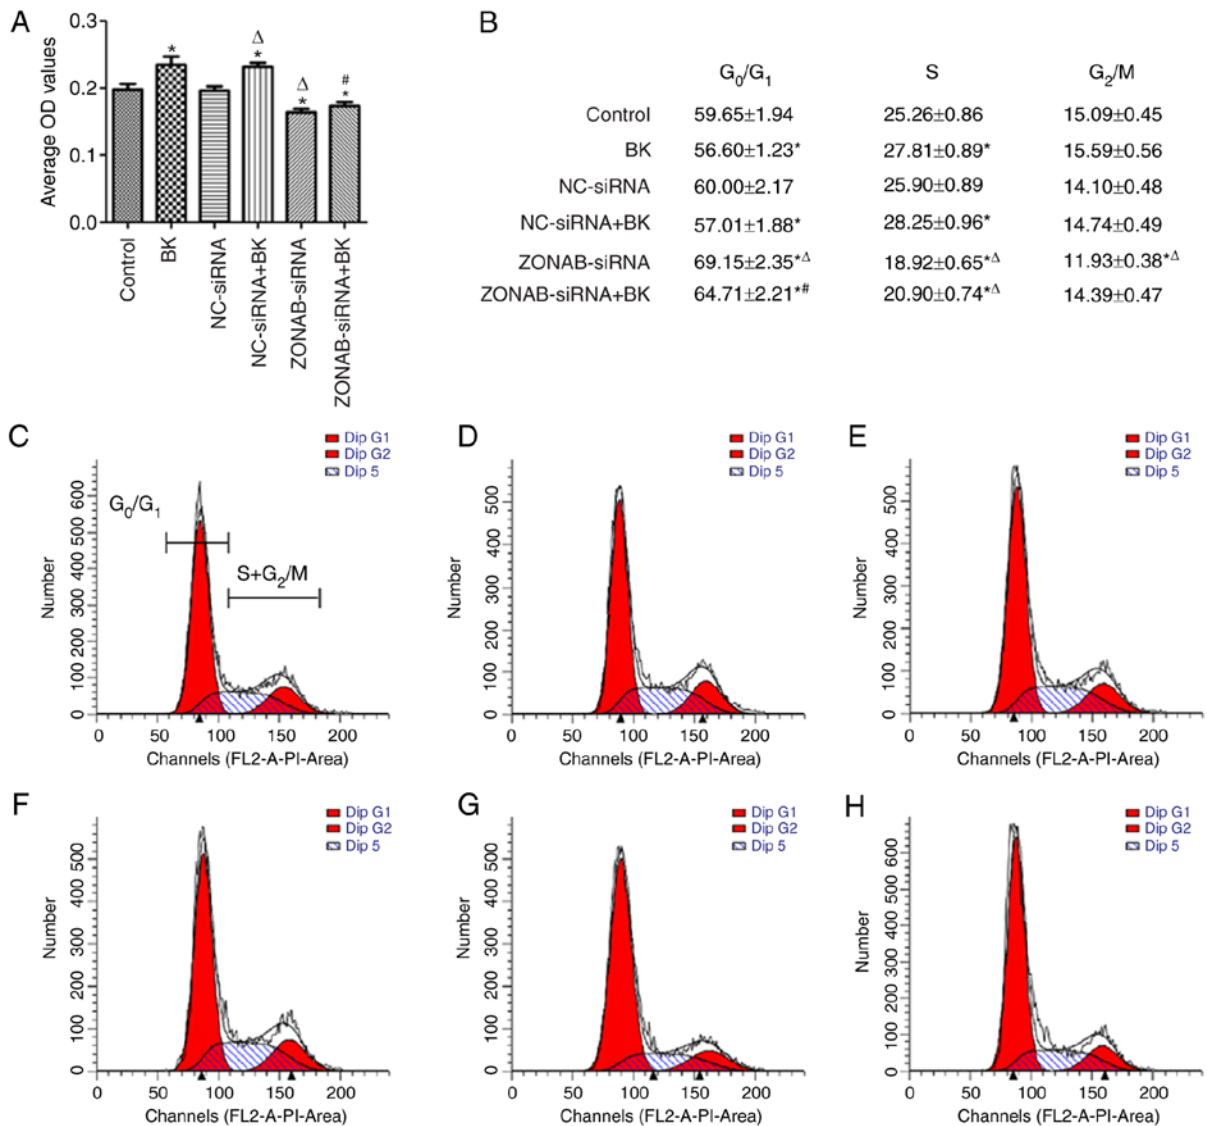 A
Average OD values
0.3
0.2
0.1
0.0
*
Δ
*
Δ
*
#
*
Control
BK
NC-siRNA
NC-siRNA+BK
ZONAB-siRNA
ZONAB-siRNA+BK
B
G0/G1 S G2/M
Control 59.65±1.94 25.26±0.86 15.09±0.45
BK 56.60±1.23* 27.81±0.89* 15.59±0.56
NC-siRNA 60.00±2.17 25.90±0.89 14.10±0.48
NC-siRNA+BK 57.01±1.88* 28.25±0.96* 14.74±0.49
ZONAB-siRNA 69.15±2.35*Δ 18.92±0.65*Δ 11.93±0.38*Δ
ZONAB-siRNA+BK 64.71±2.21*# 20.90±0.74*Δ 14.39±0.47
C
Dip G1
Dip G2
Dip 5
G0/G1
S+G2/M
Number
600
500
400
300
200
100
0
0 50 100 150 200
Channels (FL2-A-PI-Area)
D
Dip G1
Dip G2
Dip 5
Number
500
400
300
200
100
0
0 50 100 150 200
Channels (FL2-A-PI-Area)
E
Dip G1
Dip G2
Dip 5
Number
500
400
300
200
100
0
0 50 100 150 200
Channels (FL2-A-PI-Area)
F
Dip G1
Dip G2
Dip 5
Number
500
400
300
200
100
0
0 50 100 150 200
Channels (FL2-A-PI-Area)
G
Dip G1
Dip G2
Dip 5
Number
500
400
300
200
100
0
0 50 100 150 200
Channels (FL2-A-PI-Area)
H
Dip G1
Dip G2
Dip 5
Number
600
500
400
300
200
100
0
0 50 100 150 200
Channels (FL2-A-PI-Area)